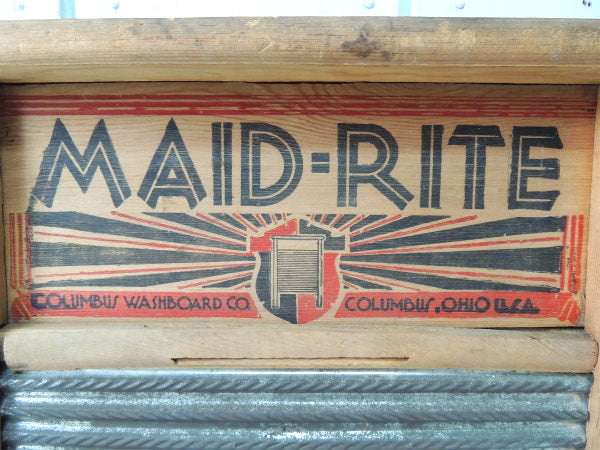 MAID=RITE
COLUMBUS WASHBOARD CO. COLUMBUS, OHIO U.S.A.